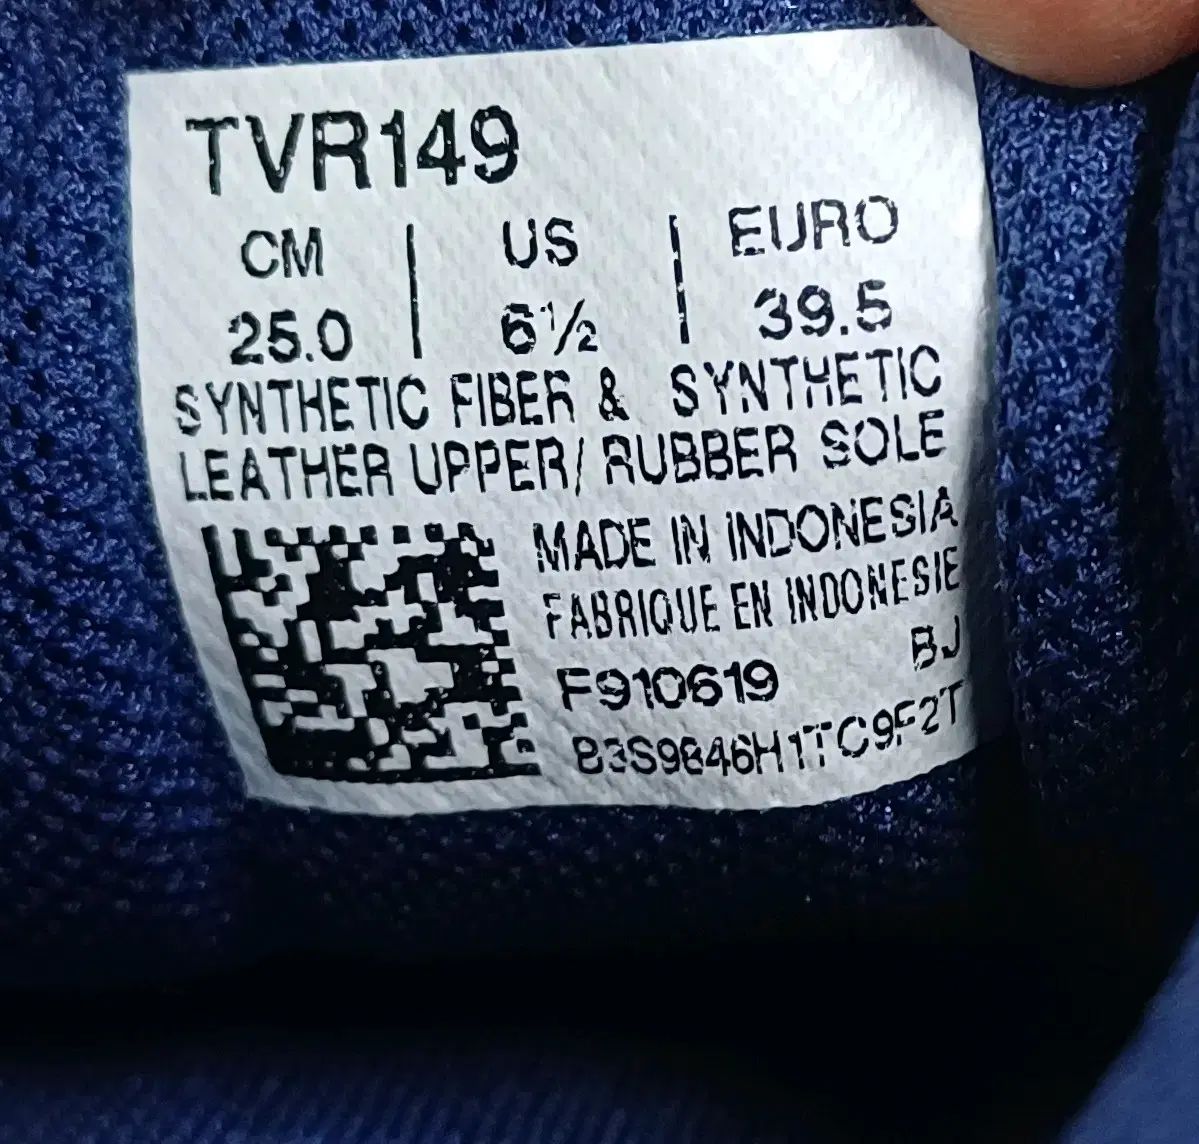 TVR149
CM | US | EURO
25.0 | 6½ | 39.5
SYNTHETIC FIBER & SYNTHETIC
LEATHER UPPER/ RUBBER SOLE
MADE IN INDONESIA
FABRIQUE EN INDONESIE
BJ
F910619
B3S9846H1TC9F2T